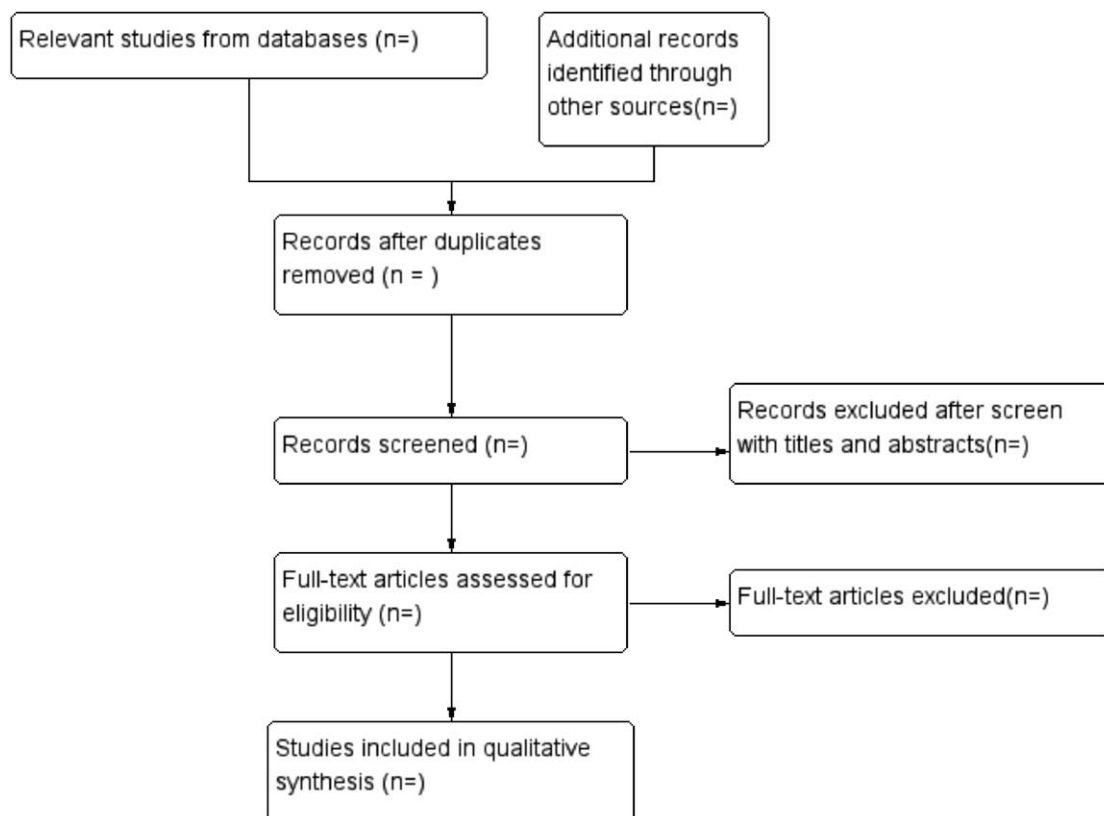 Relevant studies from databases (n=)
Additional records
identified through
other sources(n=)
Records after duplicates
removed (n = )
Records screened (n=)
Records excluded after screen
with titles and abstracts(n=)
Full-text articles assessed for
eligibility (n=)
Full-text articles excluded(n=)
Studies included in qualitative
synthesis (n=)